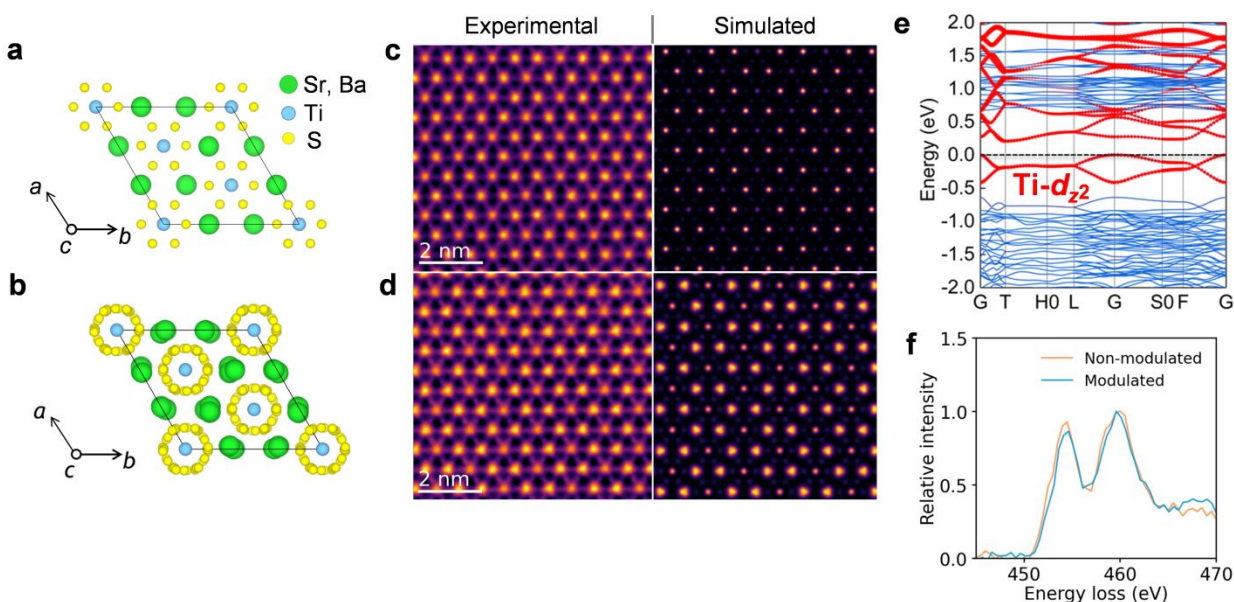 Experimental
Simulated
a
Sr, Ba
Ti
S
a
c
b
b
a
c
b
c
2 nm
d
2 nm
e
2.0
1.5
1.0
0.5
0.0
-0.5
-1.0
-1.5
-2.0
Energy (eV)
Ti-dz2
G T H0 L G S0 F G
f
1.5
1.0
0.5
0.0
Relative intensity
Non-modulated
Modulated
450 460 470
Energy loss (eV)